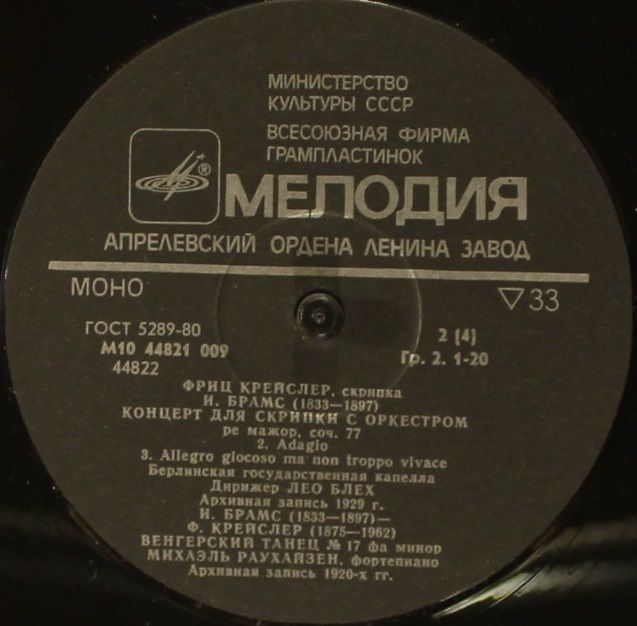 МИНИСТЕРСТВО
КУЛЬТУРЫ СССР
ВСЕСОЮЗНАЯ ФИРМА
ГРАМПЛАСТИНОК
®
МЕЛОДИЯ
АПРЕЛЕВСКИЙ ОРДЕНА ЛЕНИНА ЗАВОД
МОНО
▽33
ГОСТ 5289-80
М10 44821 009
44822
2 (4)
Гр. 2. 1-20
ФРИЦ КРЕЙСЛЕР, скрипка
И. БРАМС (1833—1897)
КОНЦЕРТ ДЛЯ СКРИПКИ С ОРКЕСТРОМ
ре мажор, соч. 77
2. Adagio
3. Allegro giocoso ma non troppo vivace
Берлинская государственная капелла
Дирижер ЛЕО БЛЕХ
Архивная запись 1929 г.
И. БРАМС (1833—1897)—
Ф. КРЕЙСЛЕР (1875—1962)
ВЕНГЕРСКИЙ ТАНЕЦ № 17 фа минор
МИХАЭЛЬ РАУХАЙЗЕН, фортепиано
Архивная запись 1920-х гг.